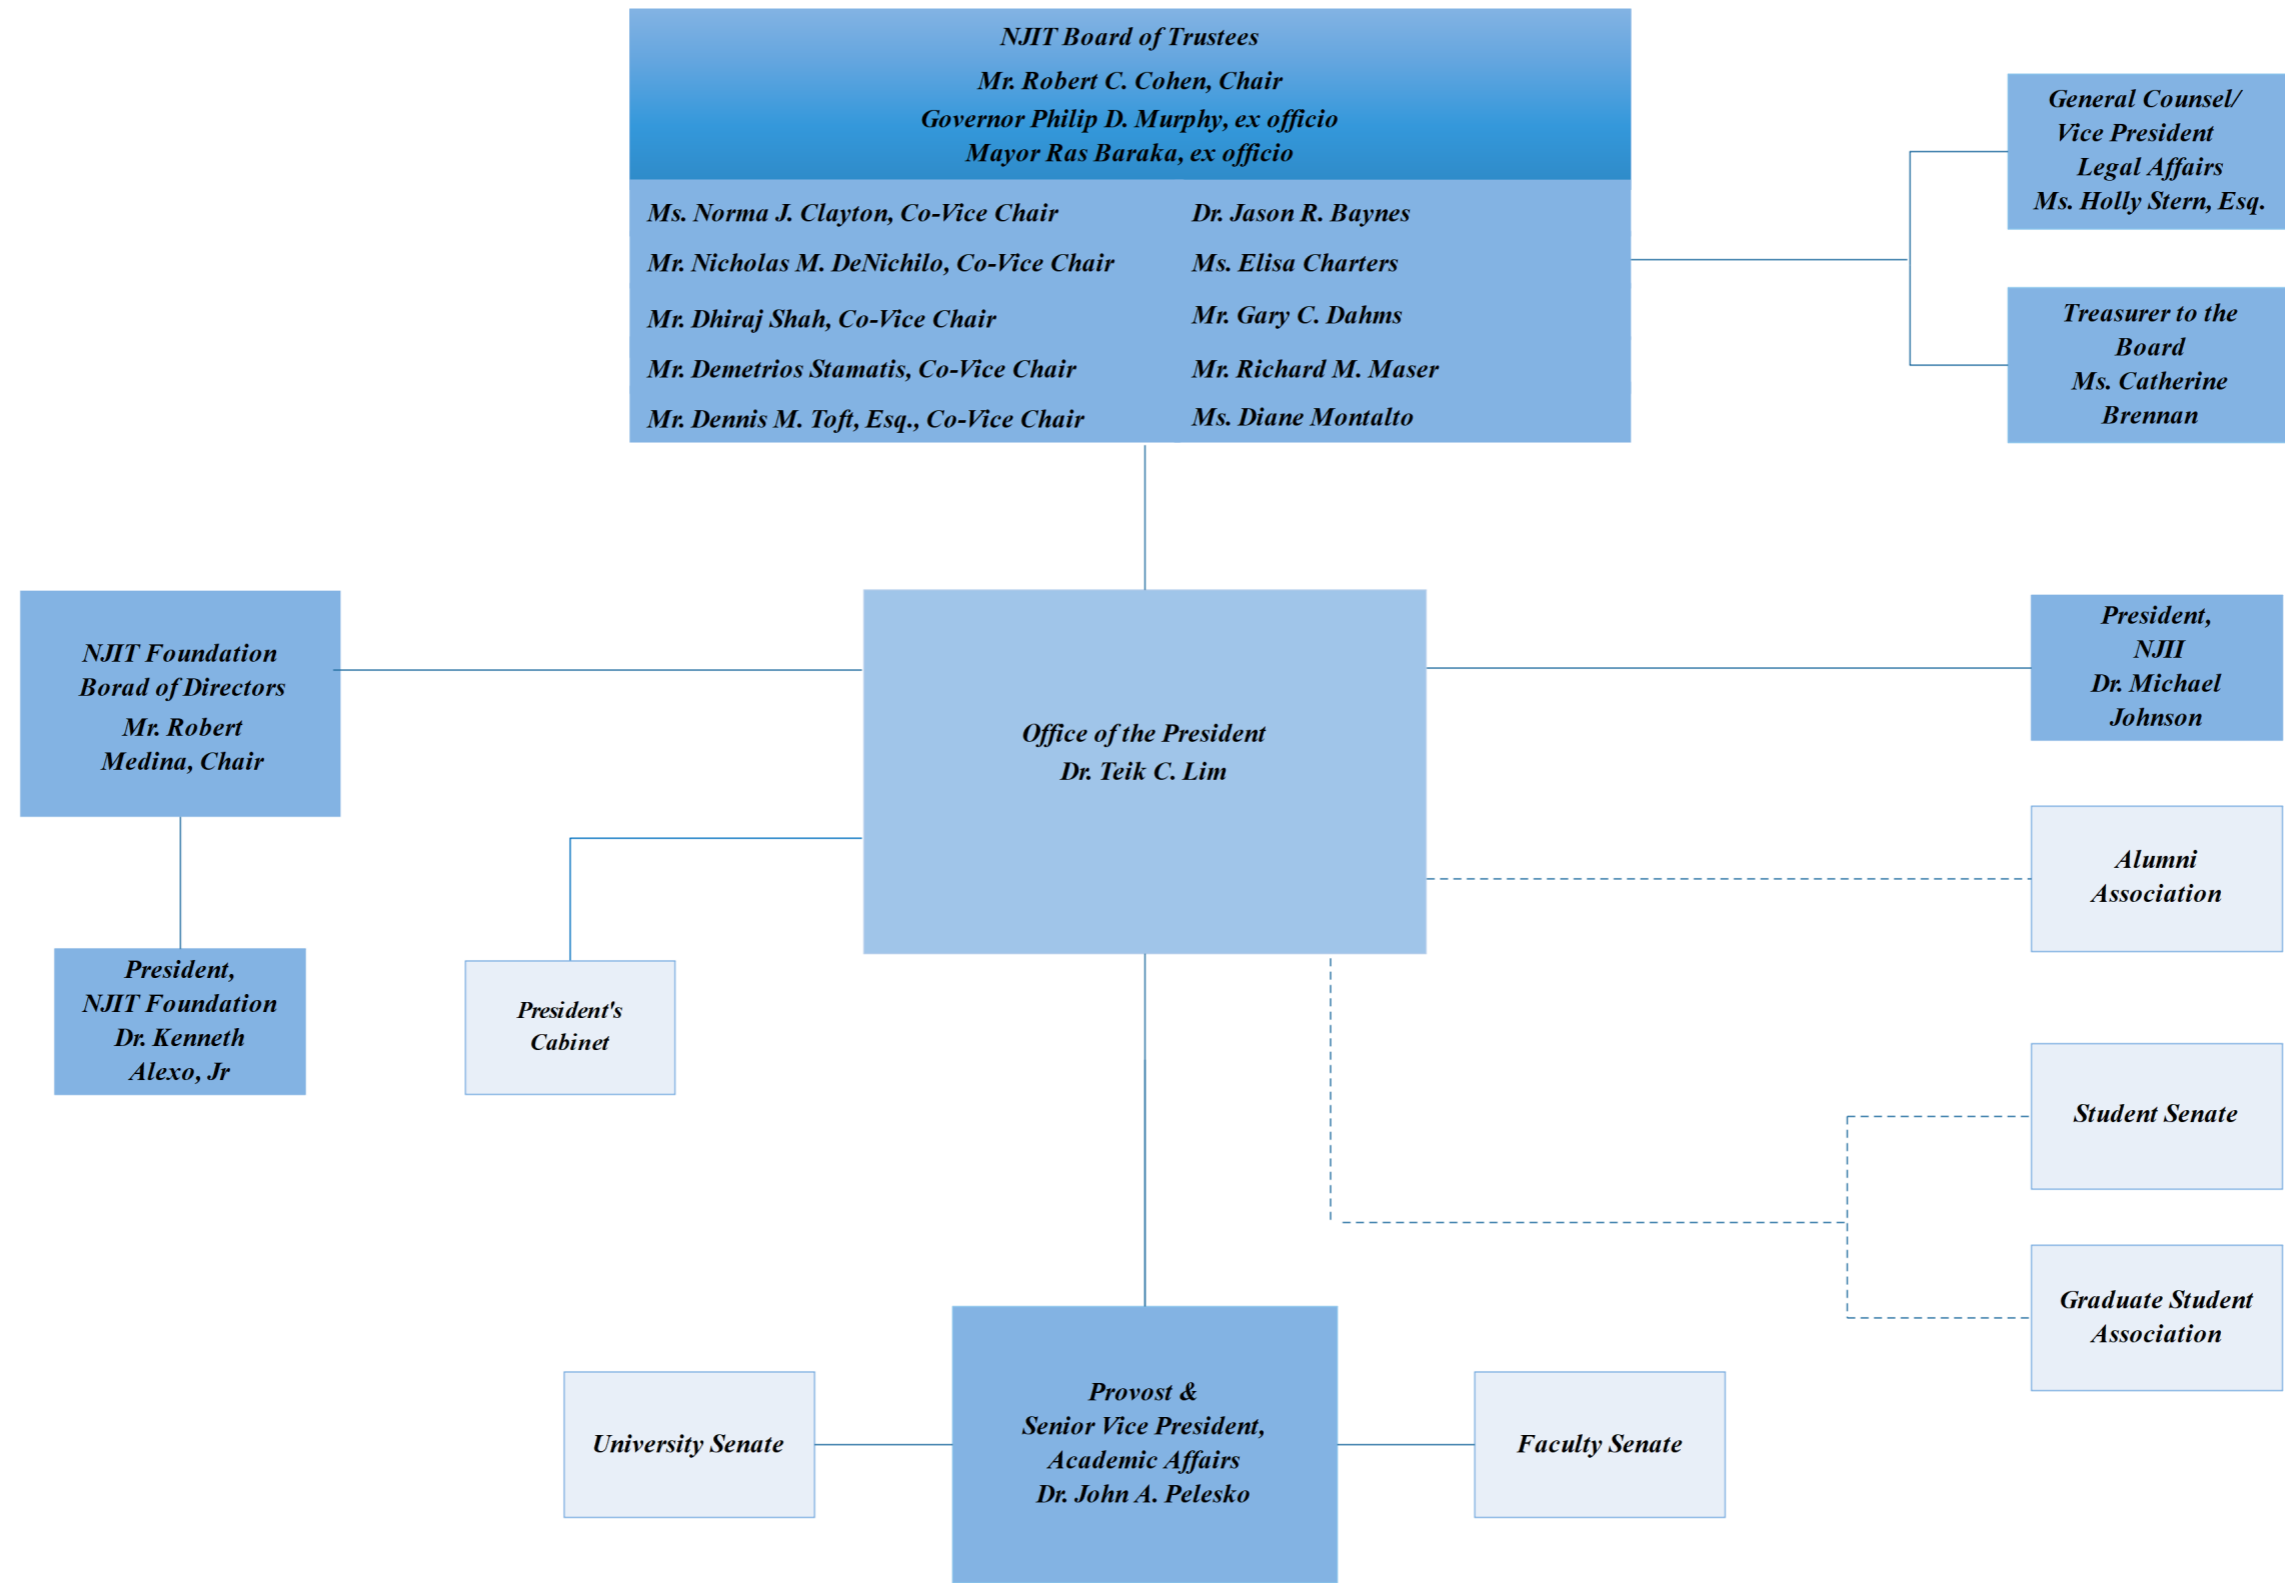 NJIT Board of Trustees
Mr. Robert C. Cohen, Chair
Governor Philip D. Murphy, ex officio
Mayor Ras Baraka, ex officio
Ms. Norma J. Clayton, Co-Vice Chair
Mr. Nicholas M. DeNichilo, Co-Vice Chair
Mr. Dhiraj Shah, Co-Vice Chair
Mr. Demetrios Stamatis, Co-Vice Chair
Mr. Dennis M. Toft, Esq., Co-Vice Chair
Dr. Jason R. Baynes
Ms. Elisa Charters
Mr. Gary C. Dahms
Mr. Richard M. Maser
Ms. Diane Montalto
General Counsel/
Vice President
Legal Affairs
Ms. Holly Stern, Esq.
Treasurer to the
Board
Ms. Catherine
Brennan
NJIT Foundation
Borad of Directors
Mr. Robert
Medina, Chair
Office of the President
Dr. Teik C. Lim
President,
NJII
Dr. Michael
Johnson
Alumni
Association
President,
NJIT Foundation
Dr. Kenneth
Alexo, Jr
President's
Cabinet
Student Senate
Graduate Student
Association
University Senate
Provost &
Senior Vice President,
Academic Affairs
Dr. John A. Pelesko
Faculty Senate